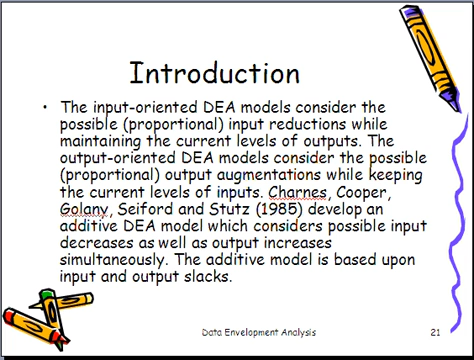 Introduction
• The input-oriented DEA models consider the
possible (proportional) input reductions while
maintaining the current levels of outputs. The
output-oriented DEA models consider the possible
(proportional) output augmentations while keeping
the current levels of inputs. Charnes, Cooper,
Golany, Seiford and Stutz (1985) develop an
additive DEA model which considers possible input
decreases as well as output increases
simultaneously. The additive model is based upon
input and output slacks.
Data Envelopment Analysis
21